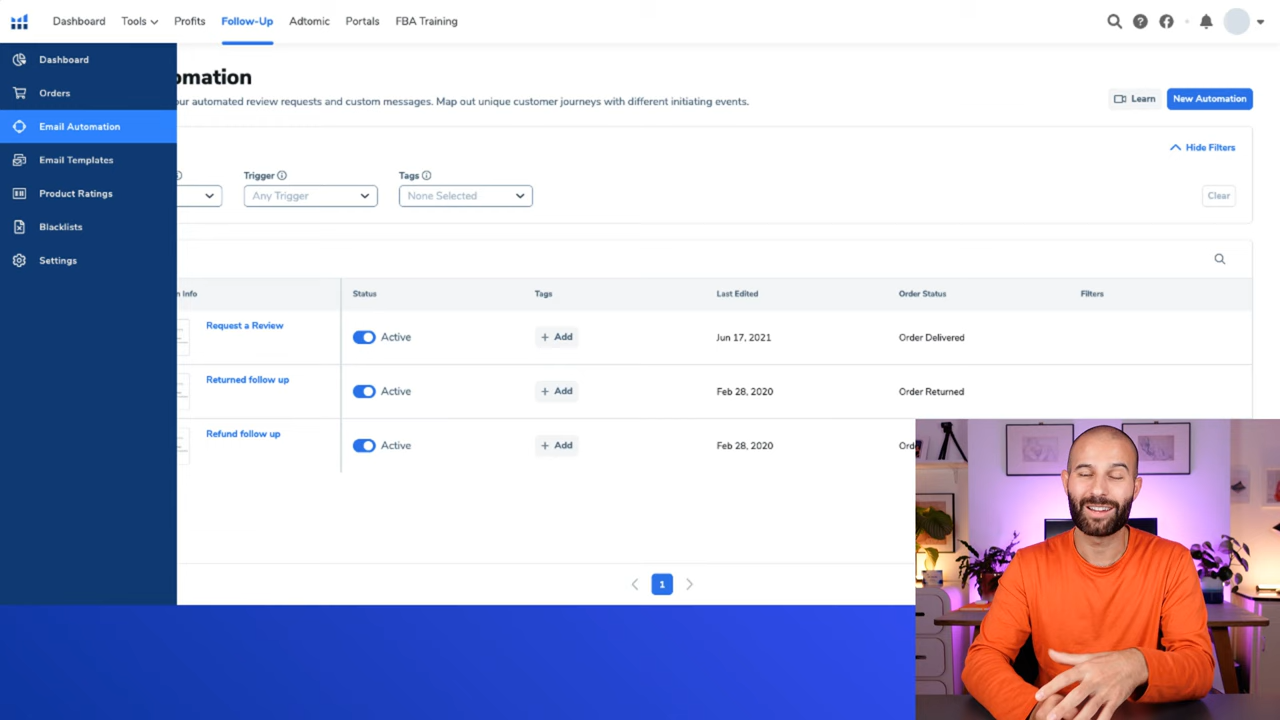 Dashboard Tools Profits Follow-Up Adtomic Portals FBA Training
Dashboard
Orders
Email Automation
Email Templates
Product Ratings
Blacklists
Settings
omation
our automated review requests and custom messages. Map out unique customer journeys with different initiating events.
Learn New Automation
Hide Filters
Trigger Tags
Any Trigger None Selected Clear
n Info Status Tags Last Edited Order Status Filters
Request a Review Active + Add Jun 17, 2021 Order Delivered
Returned follow up Active + Add Feb 28, 2020 Order Returned
Refund follow up Active + Add Feb 28, 2020 Ord
1